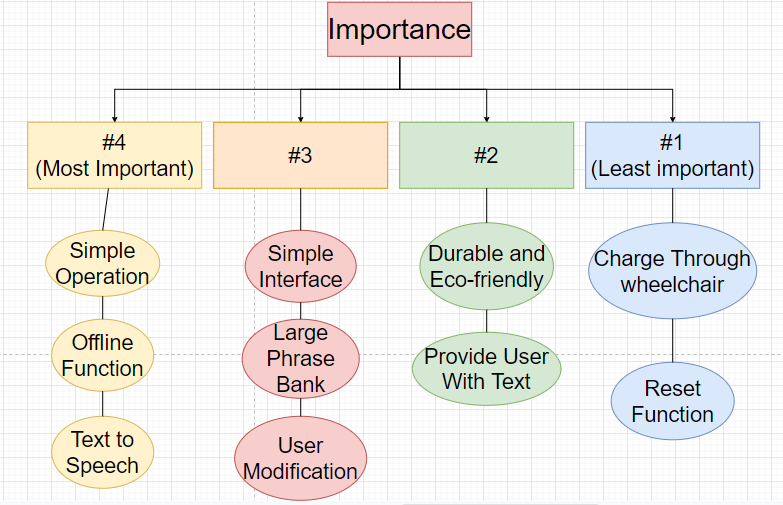 Importance
#4
(Most Important)
#3
#2
#1
(Least important)
Simple
Operation
Offline
Function
Text to
Speech
Simple
Interface
Large
Phrase
Bank
User
Modification
Durable and
Eco-friendly
Provide User
With Text
Charge Through
wheelchair
Reset
Function